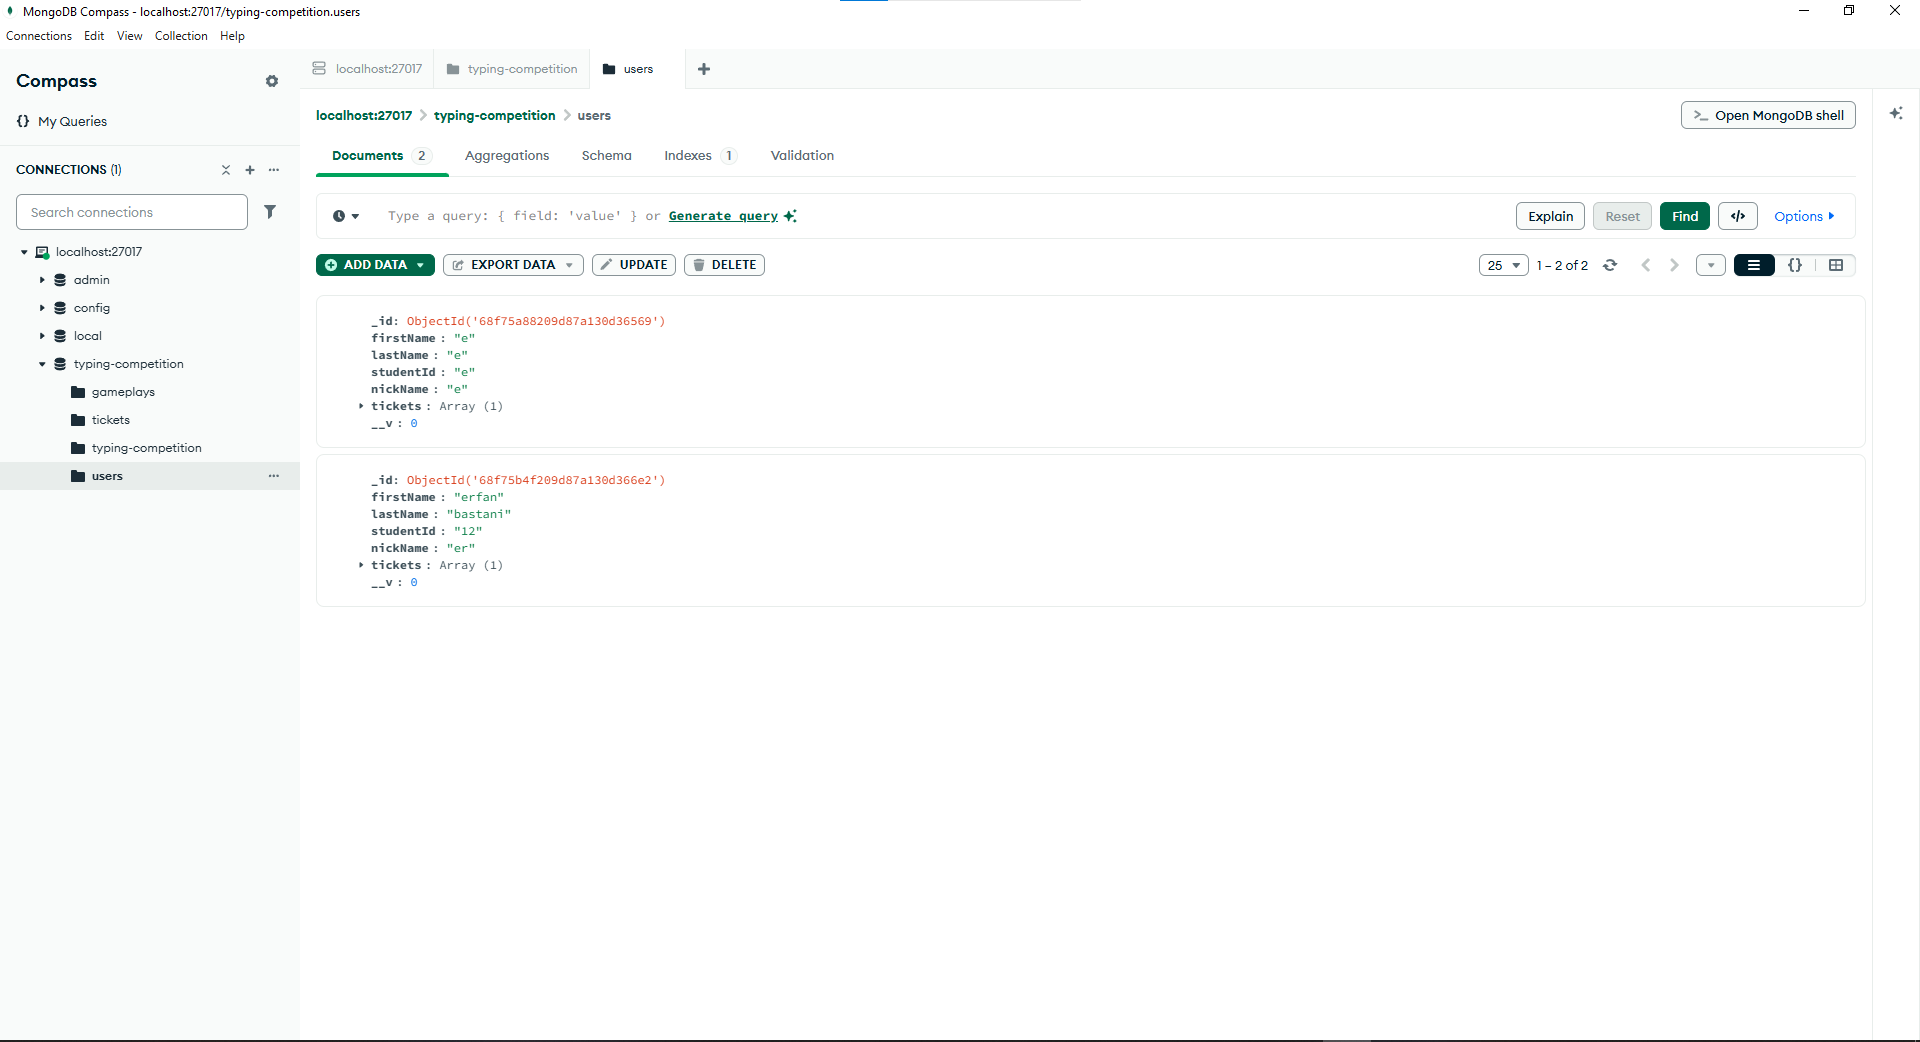 MongoDB Compass - localhost:27017/typing-competition.users
Connections Edit View Collection Help
Compass
{} My Queries
CONNECTIONS (1)
Search connections
localhost:27017
admin
config
local
typing-competition
gameplays
tickets
typing-competition
users
localhost:27017 typing-competition users
localhost:27017 > typing-competition > users
>_ Open MongoDB shell
Documents 2 Aggregations Schema Indexes 1 Validation
Type a query: { field: 'value' } or Generate query
Explain Reset Find </> Options
ADD DATA EXPORT DATA UPDATE DELETE
25 1 – 2 of 2 {}
_id: ObjectId('68f75a88209d87a130d36569')
firstName : "e"
lastName : "e"
studentId : "e"
nickName : "e"
tickets : Array (1)
__v : 0
_id: ObjectId('68f75b4f209d87a130d366e2')
firstName : "erfan"
lastName : "bastani"
studentId : "12"
nickName : "er"
tickets : Array (1)
__v : 0